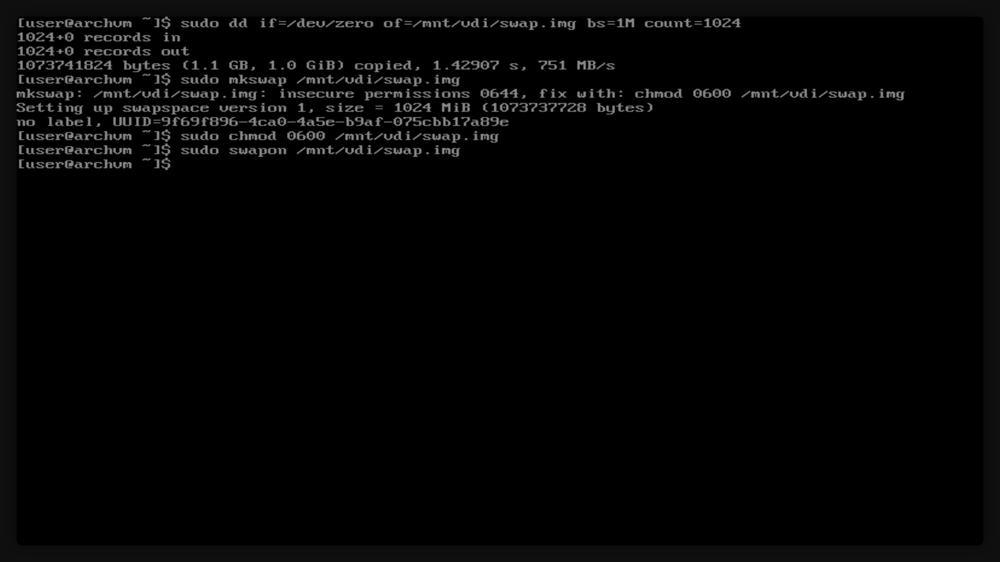 [user@archvm ~]$ sudo dd if=/dev/zero of=/mnt/vdi/swap.img bs=1M count=1024
1024+0 records in
1024+0 records out
1073741824 bytes (1.1 GB, 1.0 GiB) copied, 1.42907 s, 751 MB/s
[user@archvm ~]$ sudo mkswap /mnt/vdi/swap.img
mkswap: /mnt/vdi/swap.img: insecure permissions 0644, fix with: chmod 0600 /mnt/vdi/swap.img
Setting up swapspace version 1, size = 1024 MiB (1073737728 bytes)
no label, UUID=9f69f896-4ca0-4a5e-b9af-075cbb17a89e
[user@archvm ~]$ sudo chmod 0600 /mnt/vdi/swap.img
[user@archvm ~]$ sudo swapon /mnt/vdi/swap.img
[user@archvm ~]$